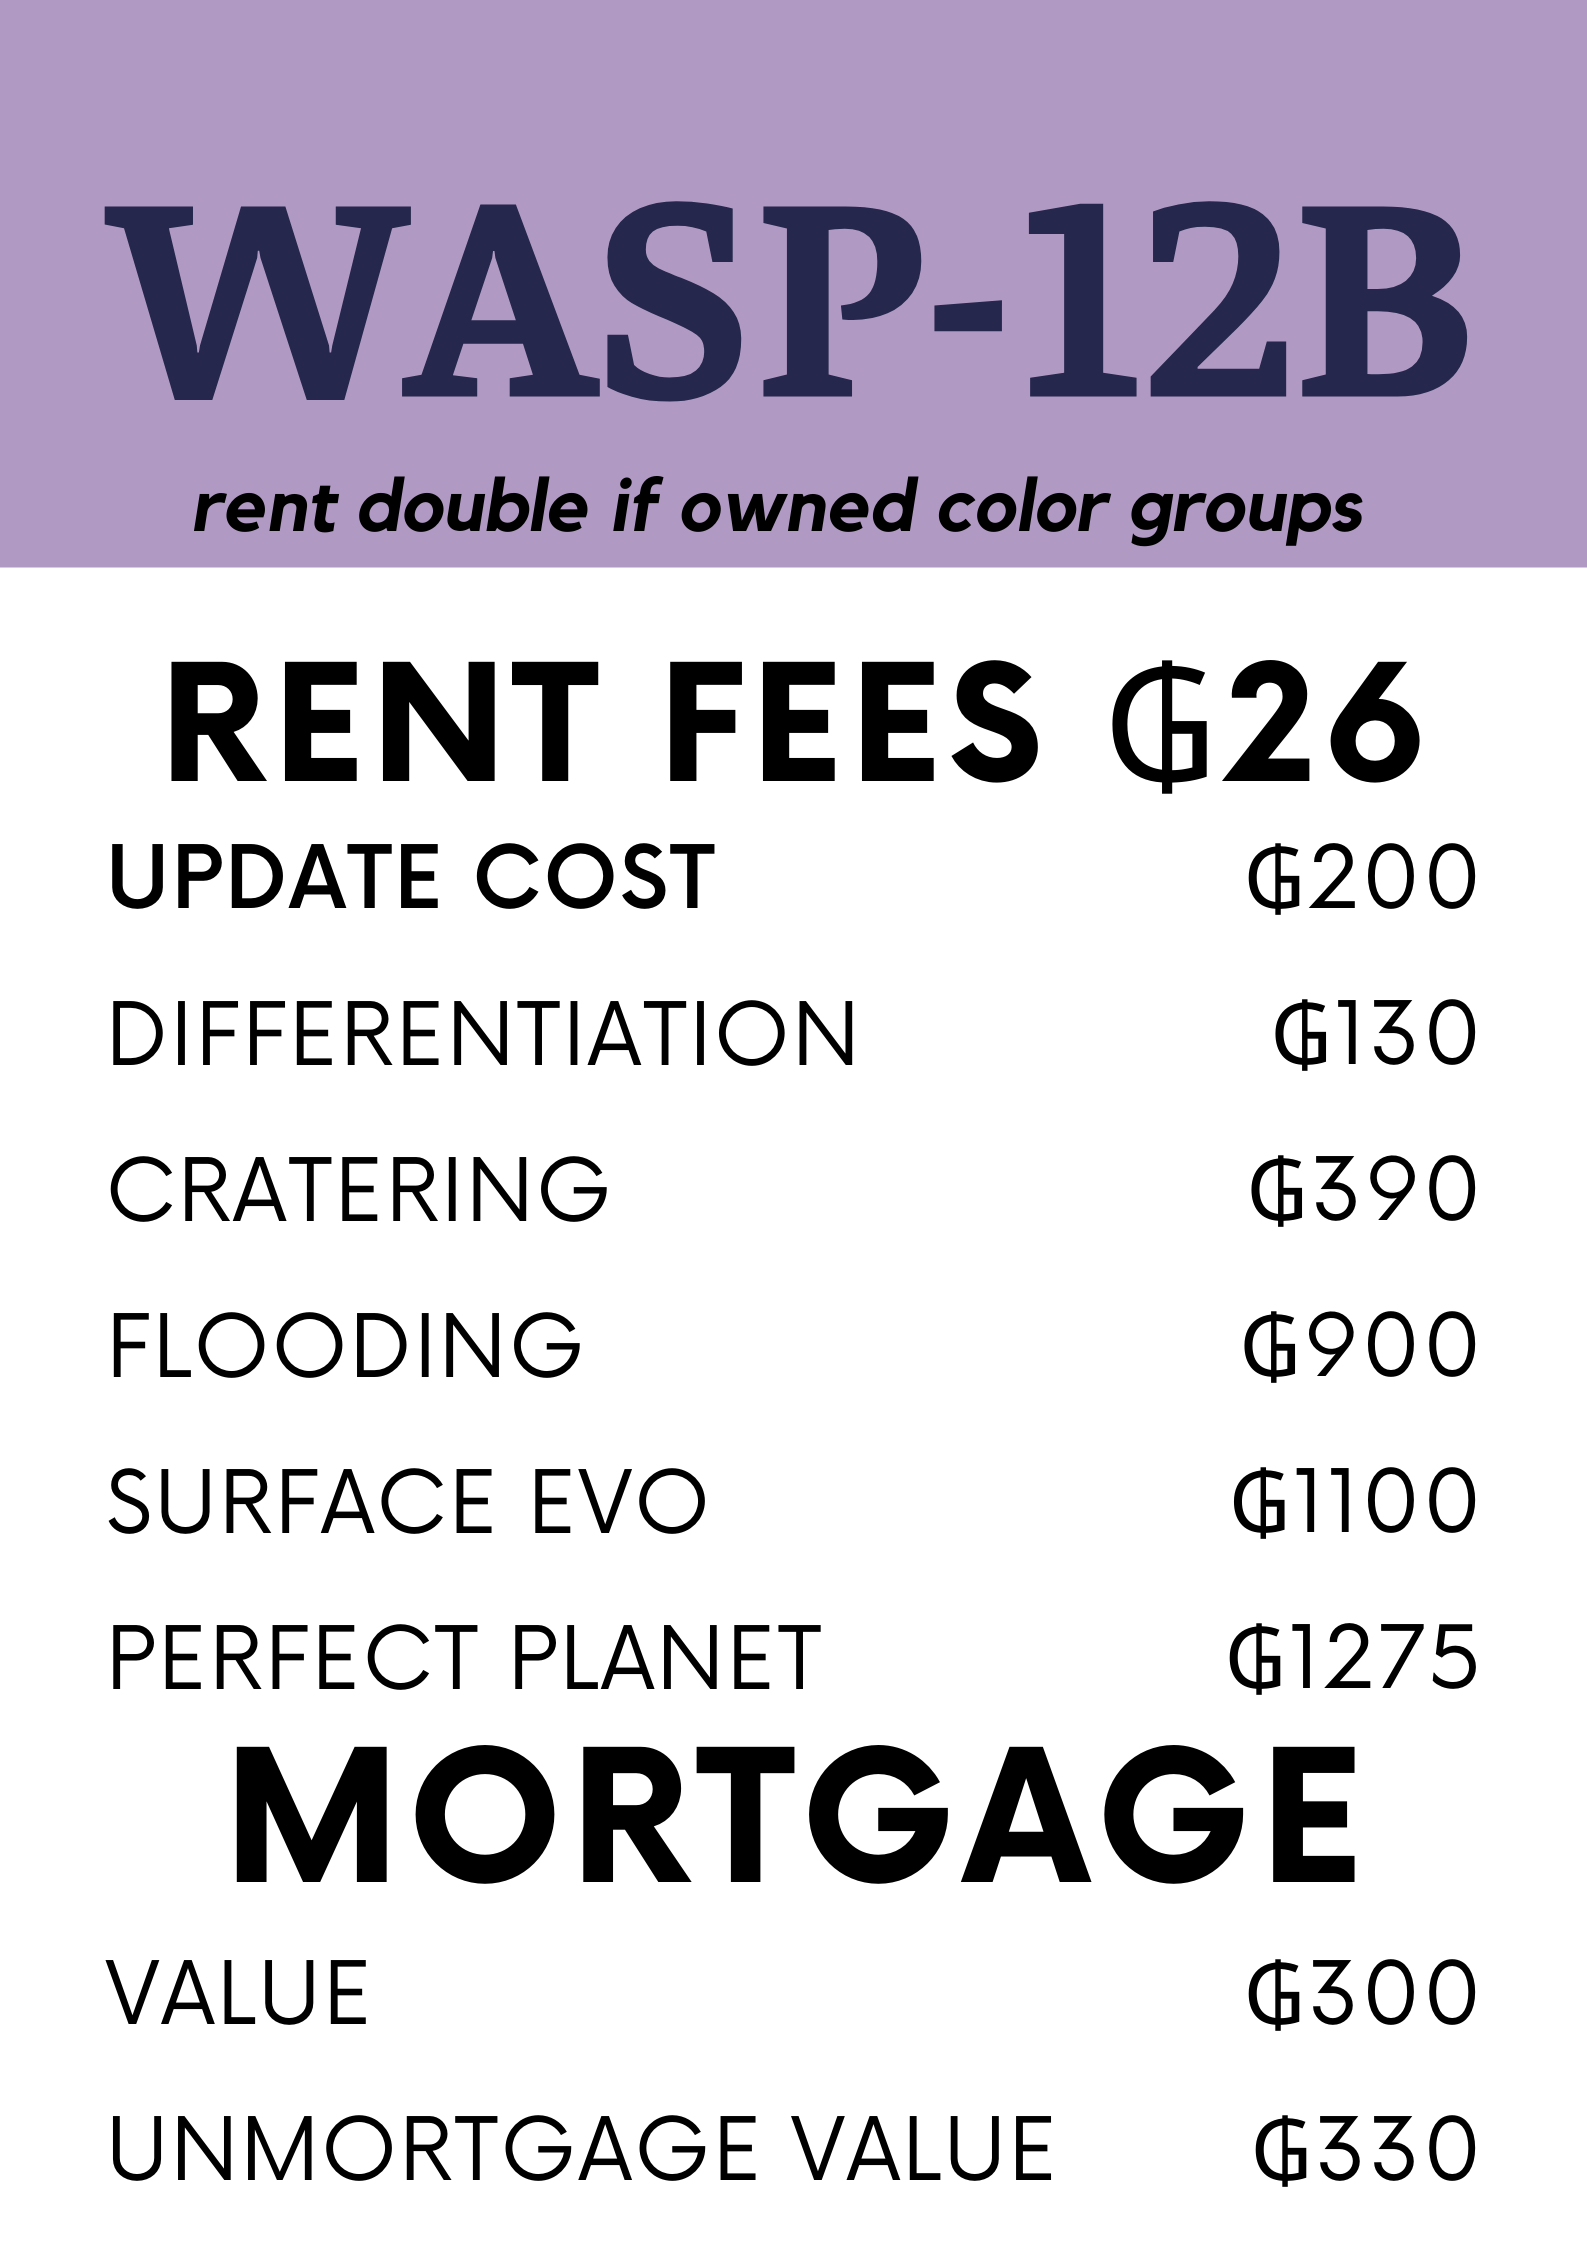 WASP-12B
rent double if owned color groups
RENT FEES ₲26
UPDATE COST ₲200
DIFFERENTIATION ₲130
CRATERING ₲390
FLOODING ₲900
SURFACE EVO ₲1100
PERFECT PLANET ₲1275
MORTGAGE
VALUE ₲300
UNMORTGAGE VALUE ₲330